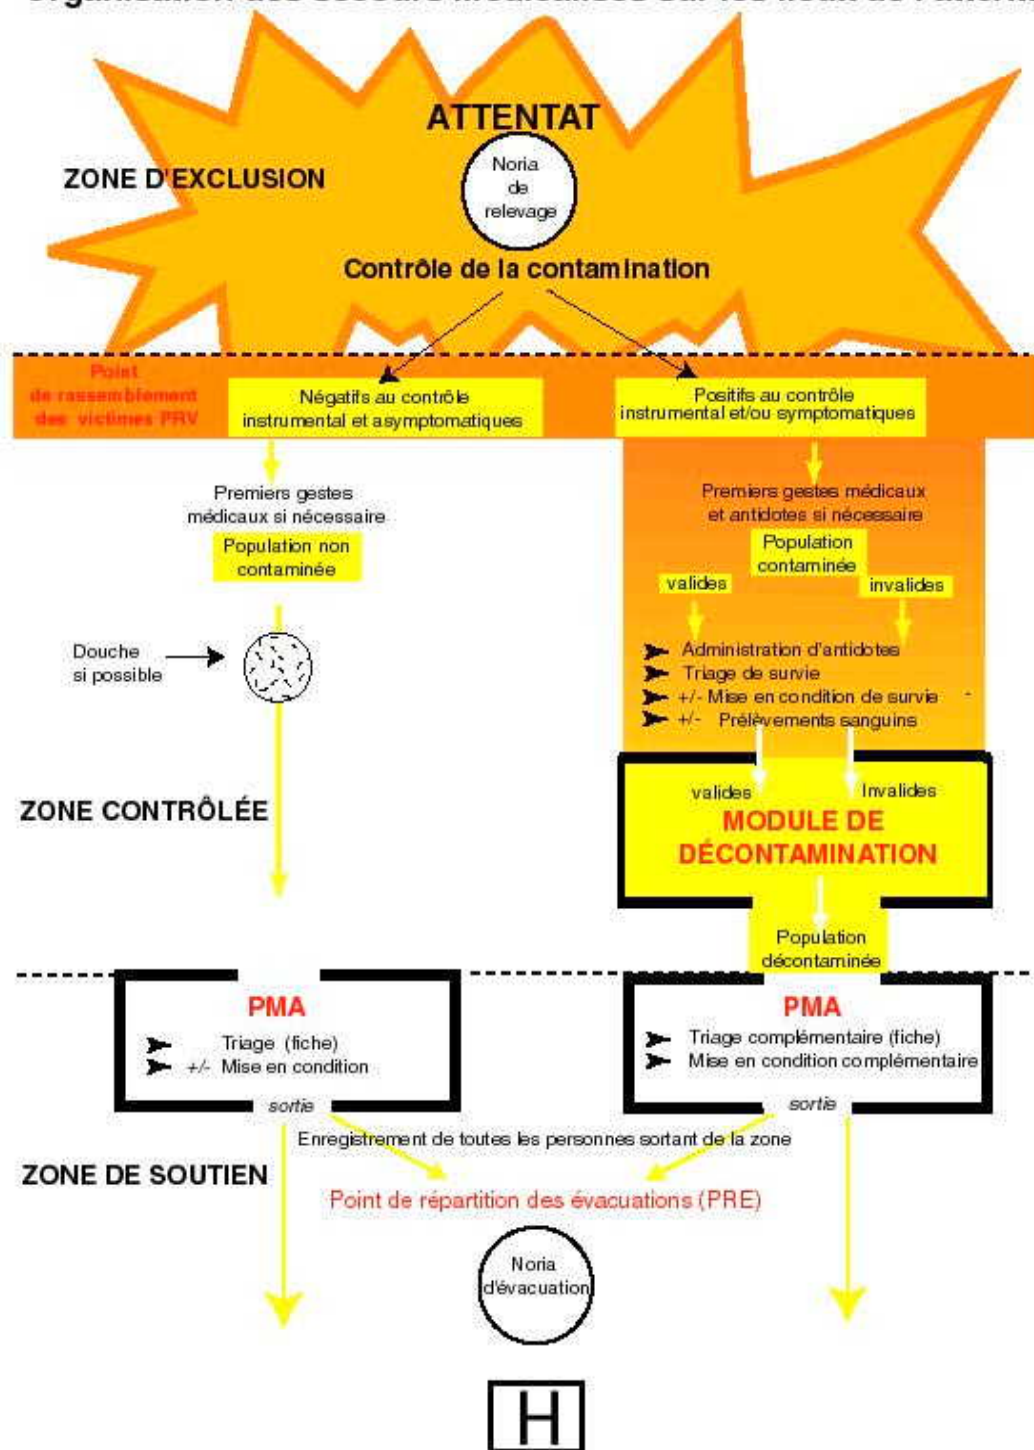 ATTENTAT
Noria
de
relevage
ZONE D'EXCLUSION
Contrôle de la contamination
Point
de rassemblement
des victimes PRV
Négatifs au contrôle
instrumental et asymptomatiques
Positifs au contrôle
instrumental et/ou symptomatiques
Premiers gestes
médicaux si nécessaire
Population non
contaminée
Premiers gestes médicaux
et antidotes si nécessaire
Population
contaminée
valides
invalides
Douche
si possible
Administration d'antidotes
Triage de survie
+/- Mise en condition de survie -
+/- Prélèvements sanguins
ZONE CONTRÔLÉE
valides
Invalides
MODULE DE
DÉCONTAMINATION
Population
décontaminée
PMA
Triage (fiche)
+/- Mise en condition
sortie
PMA
Triage complémentaire (fiche)
Mise en condition complémentaire
sortie
Enregistrement de toutes les personnes sortant de la zone
ZONE DE SOUTIEN
Point de répartition des évacuations (PRE)
Noria
d'évacuation
H